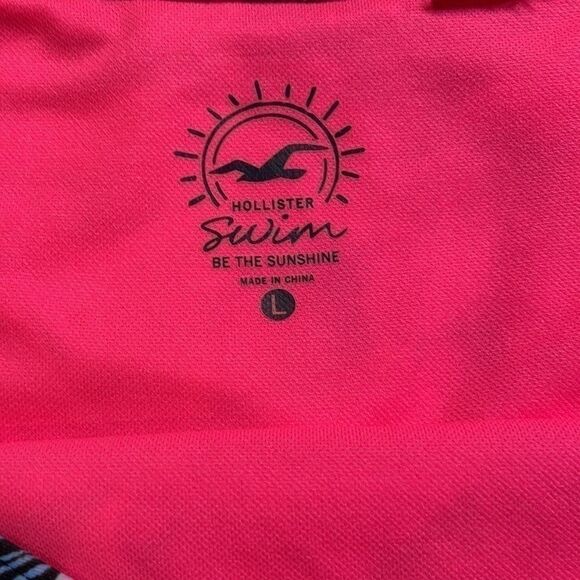 HOLLISTER
Swim
BE THE SUNSHINE
MADE IN CHINA
L